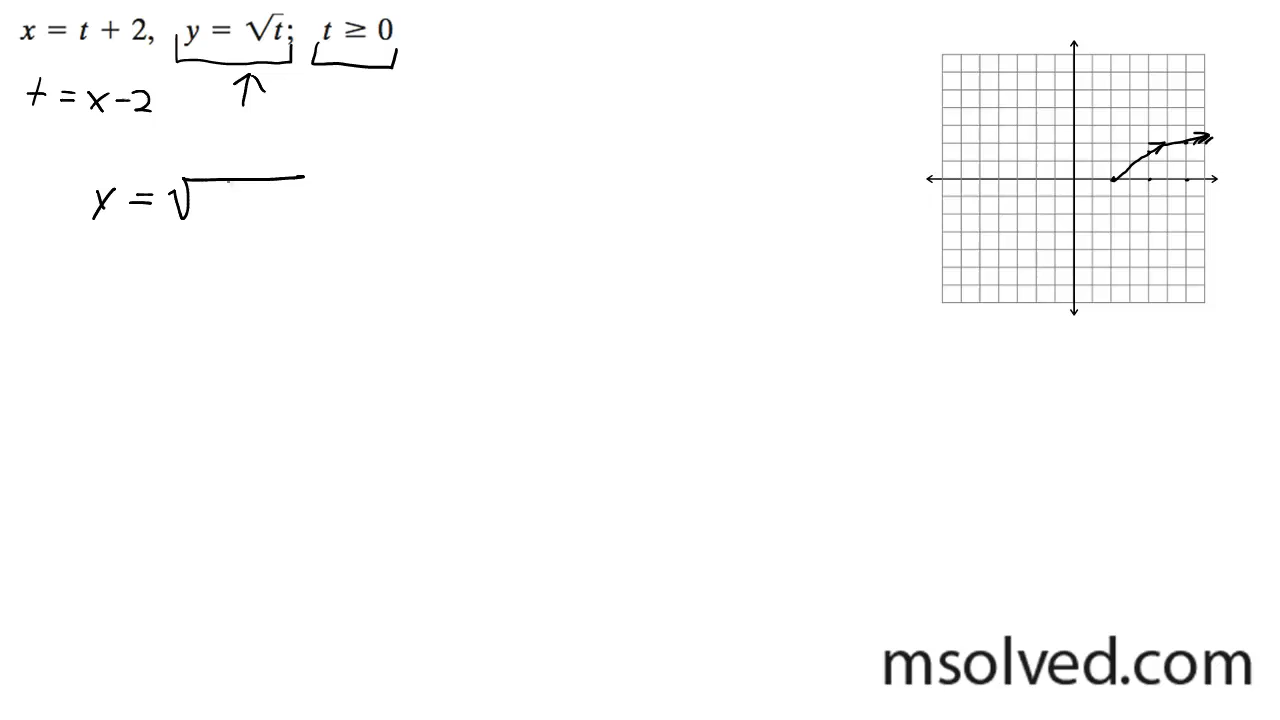 x = t + 2, y = √t; t ≥ 0
t = x - 2
y = √
msolved.com